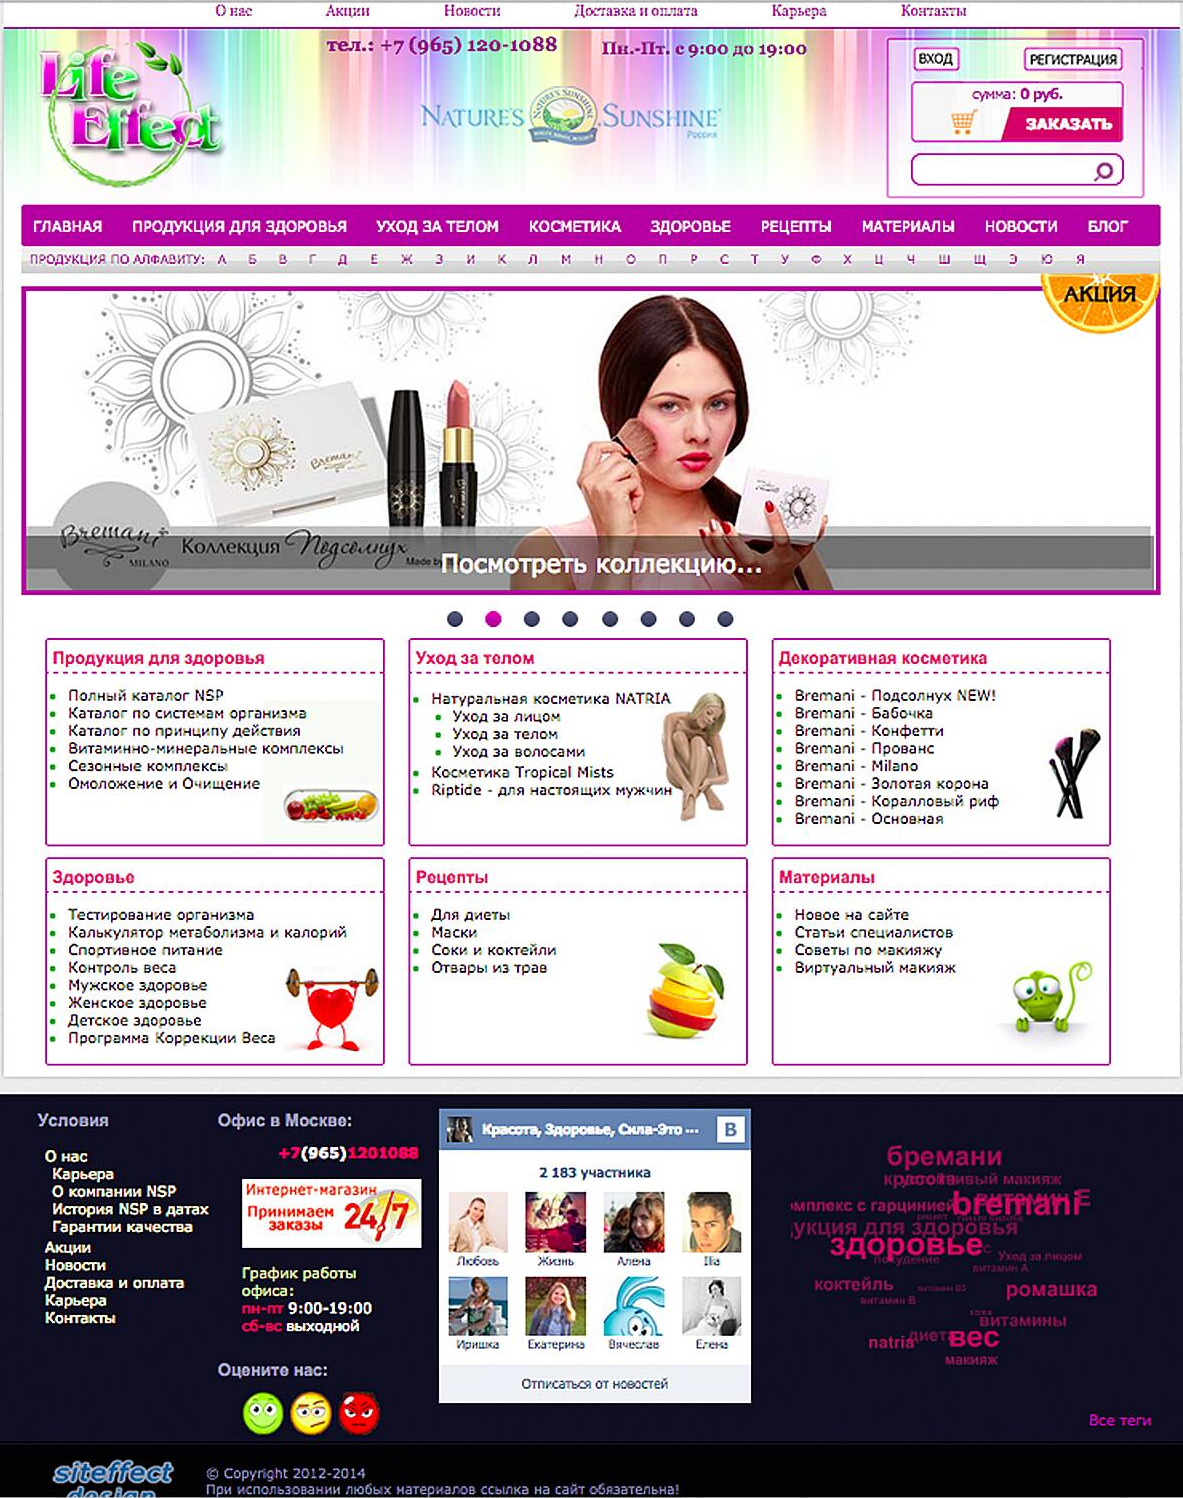 О нас Акции Новости Доставка и оплата Карьера Контакты
тел.: +7 (965) 120-1088 Пн.-Пт. с 9:00 до 19:00
Life Effect
NATURE'S SUNSHINE
Россия
ВХОД РЕГИСТРАЦИЯ
сумма: 0 руб.
ЗАКАЗАТЬ
ГЛАВНАЯ ПРОДУКЦИЯ ДЛЯ ЗДОРОВЬЯ УХОД ЗА ТЕЛОМ КОСМЕТИКА ЗДОРОВЬЕ РЕЦЕПТЫ МАТЕРИАЛЫ НОВОСТИ БЛОГ
ПРОДУКЦИЯ ПО АЛФАВИТУ: А Б В Г Д Е Ж З И К Л М Н О П Р С Т У Ф Х Ц Ч Ш Щ Э Ю Я
АКЦИЯ
Bremani
MILANO
Bremani MILANO Коллекция Подсолнух Made by
Посмотреть коллекцию...
Продукция для здоровья
Полный каталог NSP
Каталог по системам организма
Каталог по принципу действия
Витаминно-минеральные комплексы
Сезонные комплексы
Омоложение и Очищение
Уход за телом
Натуральная косметика NATRIA
Уход за лицом
Уход за телом
Уход за волосами
Косметика Tropical Mists
Riptide - для настоящих мужчин
Декоративная косметика
Bremani - Подсолнух NEW!
Bremani - Бабочка
Bremani - Конфетти
Bremani - Прованс
Bremani - Milano
Bremani - Золотая корона
Bremani - Коралловый риф
Bremani - Основная
Здоровье
Тестирование организма
Калькулятор метаболизма и калорий
Спортивное питание
Контроль веса
Мужское здоровье
Женское здоровье
Детское здоровье
Программа Коррекции Веса
Рецепты
Для диеты
Маски
Соки и коктейли
Отвары из трав
Материалы
Новое на сайте
Статьи специалистов
Советы по макияжу
Виртуальный макияж
Условия
О нас
Карьера
О компании NSP
История NSP в датах
Гарантии качества
Акции
Новости
Доставка и оплата
Карьера
Контакты
Офис в Москве:
+7(965)1201088
Интернет-магазин
Принимаем
заказы 24/7
График работы
офиса:
пн-пт 9:00-19:00
сб-вс выходной
Оцените нас:
Красота, Здоровье, Сила-Это ··· В
2 183 участника
Любовь Жизнь Алена Ilia
Иришка Екатерина Вячеслав Елена
Отписаться от новостей
бремани
красота
макияж
комплекс с гарцинией
bremani
витамин Е
здоровье
Уход за лицом
похудение
витамин А
коктейль
ромашка
витамин В
витамины
natria
диета
вес
макияж
Все теги
siteffect
design
© Copyright 2012-2014
При использовании любых материалов ссылка на сайт обязательна!